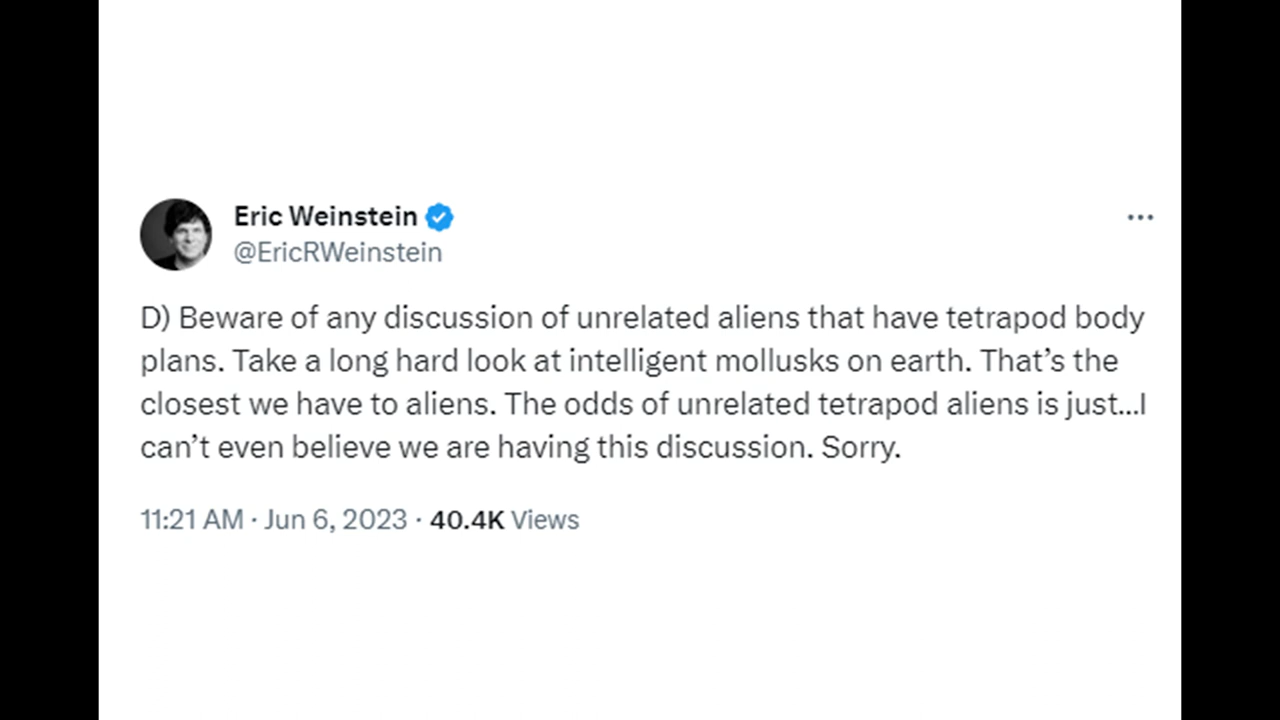 Eric Weinstein
@EricRWeinstein
D) Beware of any discussion of unrelated aliens that have tetrapod body
plans. Take a long hard look at intelligent mollusks on earth. That’s the
closest we have to aliens. The odds of unrelated tetrapod aliens is just...I
can’t even believe we are having this discussion. Sorry.
11:21 AM · Jun 6, 2023 · 40.4K Views